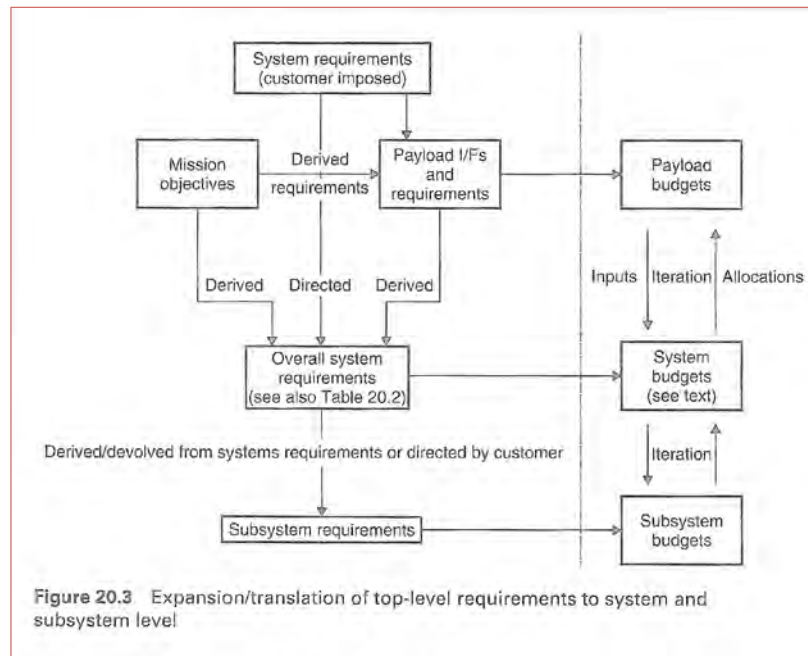 System requirements
(customer imposed)
Mission
objectives
Derived
requirements
Payload I/Fs
and
requirements
Payload
budgets
Derived
Directed
Derived
Inputs
Iteration
Allocations
Overall system
requirements
(see also Table 20.2)
System
budgets
(see text)
Derived/devolved from systems requirements or directed by customer
Iteration
Subsystem requirements
Subsystem
budgets
Figure 20.3 Expansion/translation of top-level requirements to system and
subsystem level